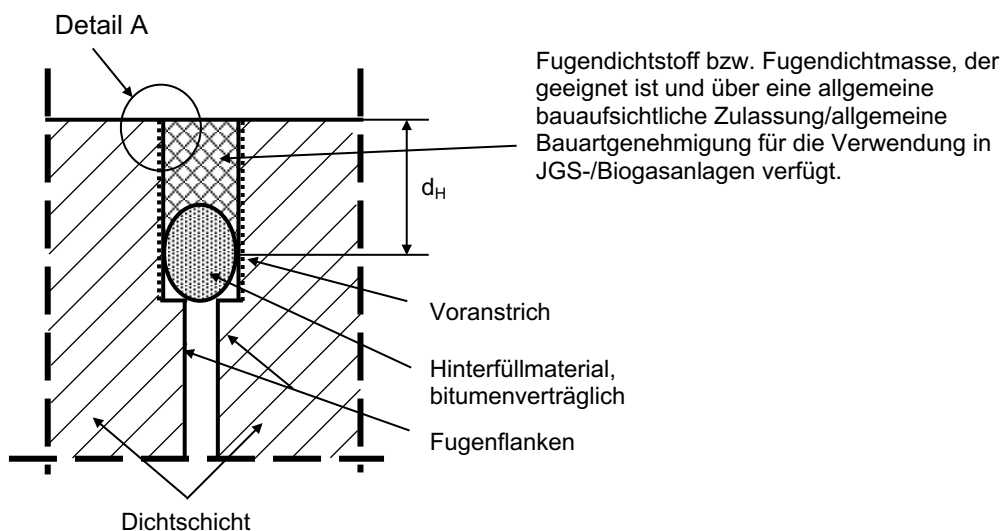 Detail A
Fugendichtstoff bzw. Fugendichtmasse, der
geeignet ist und über eine allgemeine
bauaufsichtliche Zulassung/allgemeine
Bauartgenehmigung für die Verwendung in
JGS-/Biogasanlagen verfügt.
dH
Voranstrich
Hinterfüllmaterial,
bitumenverträglich
Fugenflanken
Dichtschicht